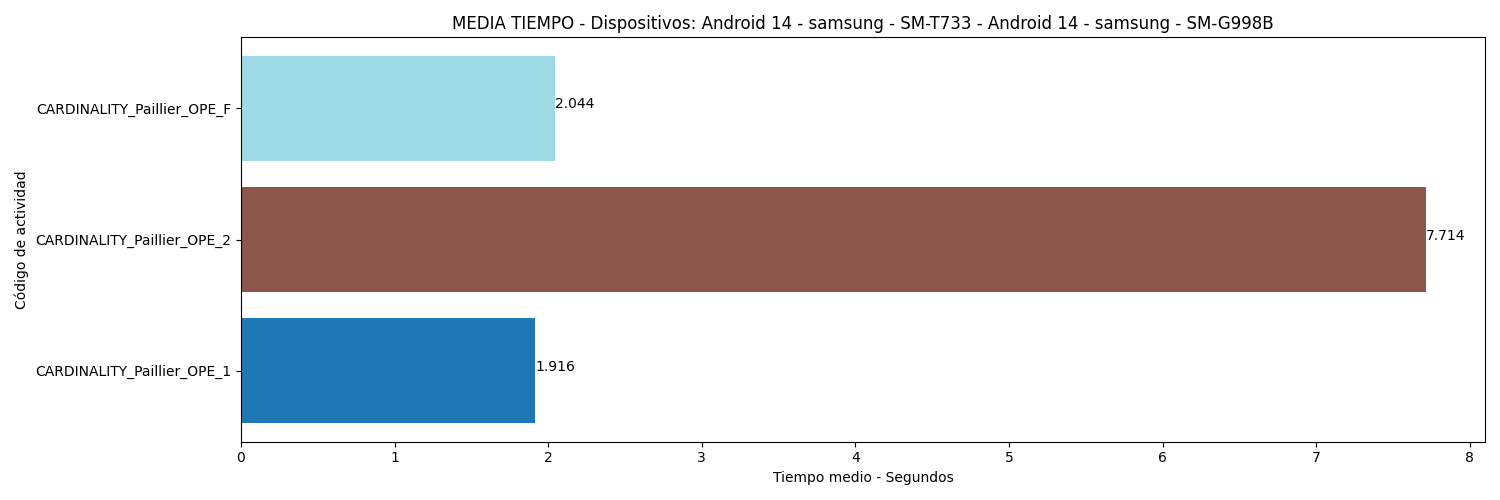 MEDIA TIEMPO - Dispositivos: Android 14 - samsung - SM-T733 - Android 14 - samsung - SM-G998B
Código de actividad
CARDINALITY_Paillier_OPE_F
2.044
CARDINALITY_Paillier_OPE_2
7.714
CARDINALITY_Paillier_OPE_1
1.916
0 1 2 3 4 5 6 7 8
Tiempo medio - Segundos